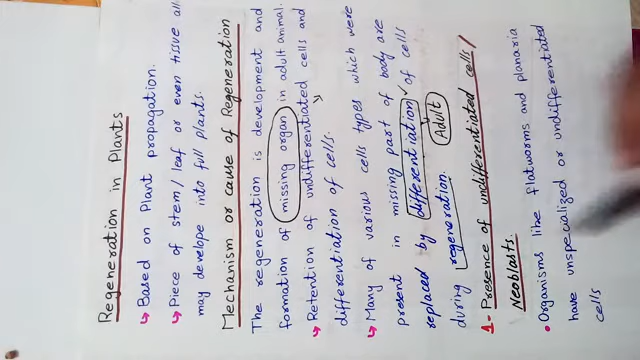 Regeneration in Plants
↳ Based on Plant propagation.
↳ Piece of stem/leaf or even tissue all
may develope into full plants.
Mechanism or cause of Regeneration
The regeneration is development and
formation of missing organ in adult animal.
↳ Retention of undifferentiated cells and
differentiation of cells.
↳ Many of various cells types which were
present in missing part of body are
replaced by differentiation of cells
during regeneration. Adult
1- Presence of undifferentiated cells/
Neoblasts.
• Organisms like flatworms and planaria
have unspecialized or undifferentiated
cells